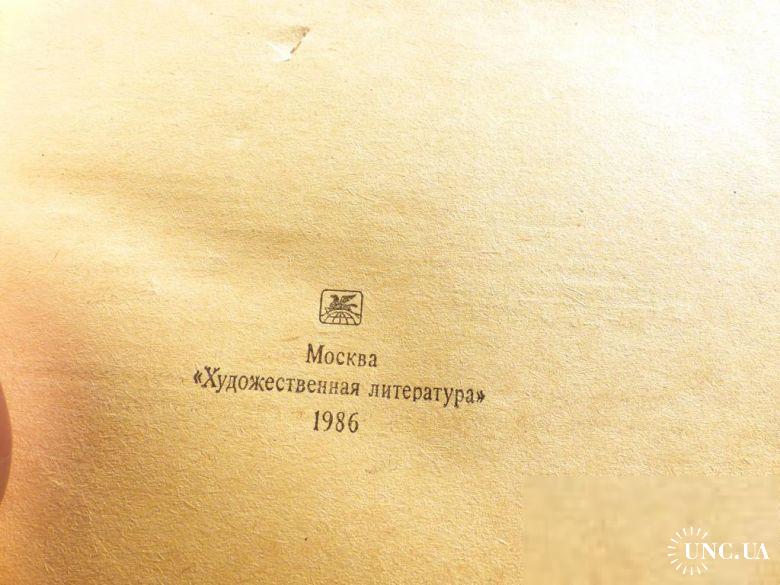 Москва
«Художественная литература»
1986
UNC.UA